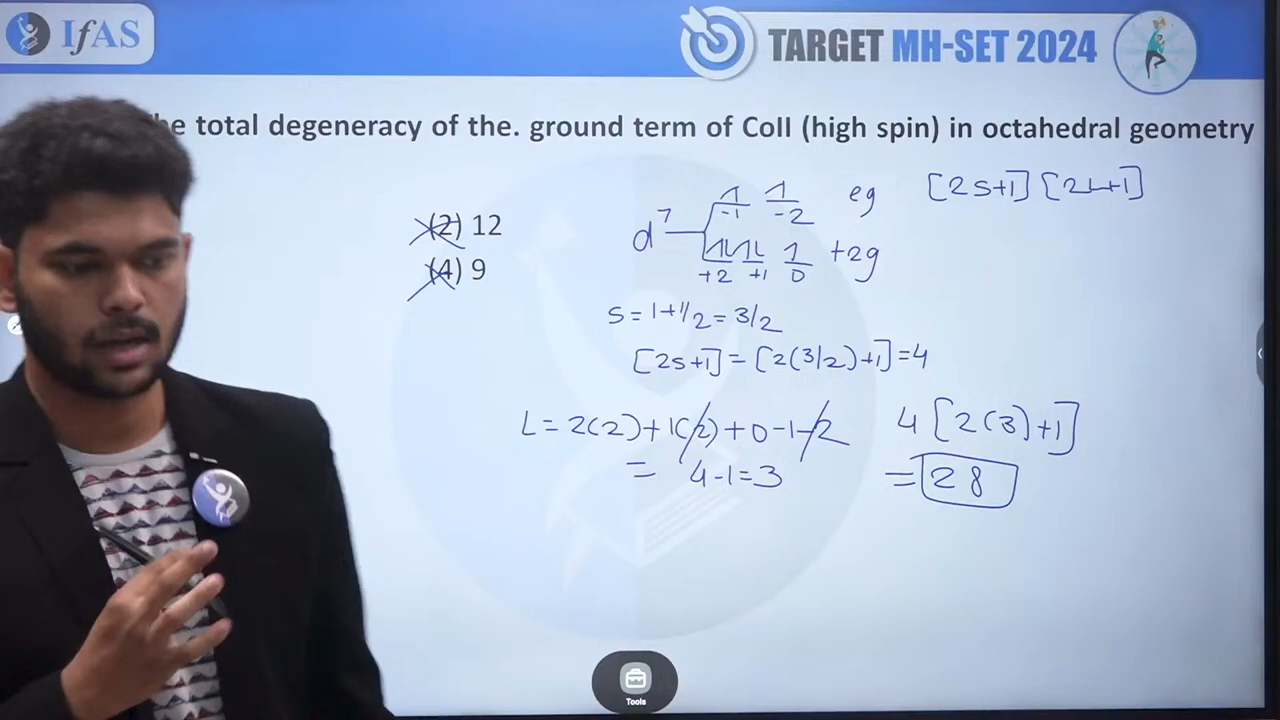 IfAS
TARGET MH-SET 2024
he total degeneracy of the. ground term of CoII (high spin) in octahedral geometry
(2) 12
(4) 9
d⁷
1 1 eg
-1 -2
1L 1L 1 +2g
+2 +1 0
[2s+1] [2L+1]
S = 1+1/2 = 3/2
[2s+1] = [2(3/2)+1] = 4
L = 2(2)+1(2)+0-1-2
= 4-1=3
4[2(3)+1]
= 28
Tools